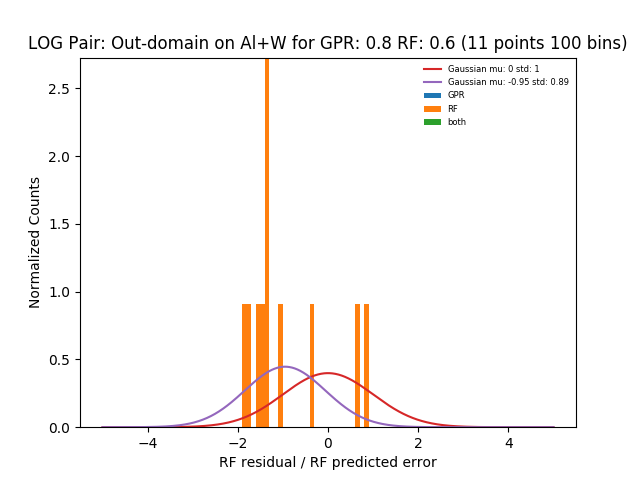 LOG Pair: Out-domain on Al+W for GPR: 0.8 RF: 0.6 (11 points 100 bins)
Gaussian mu: 0 std: 1
Gaussian mu: -0.95 std: 0.89
GPR
RF
both
Normalized Counts
2.5
2.0
1.5
1.0
0.5
0.0
−4 −2 0 2 4
RF residual / RF predicted error